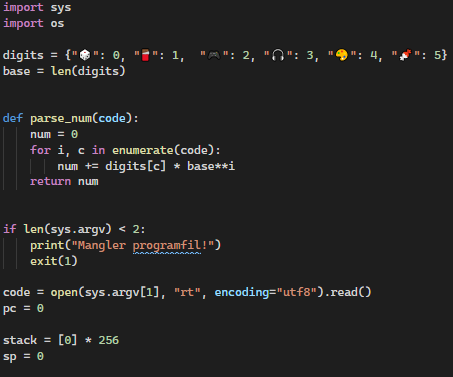 import sys
import os
digits = {"🎲": 0, "🧧": 1,  "🎮": 2, "🎧": 3, "🎨": 4, "🚀": 5}
base = len(digits)
def parse_num(code):
    num = 0
    for i, c in enumerate(code):
        num += digits[c] * base**i
    return num
if len(sys.argv) < 2:
    print("Mangler programfil!")
    exit(1)
code = open(sys.argv[1], "rt", encoding="utf8").read()
pc = 0
stack = [0] * 256
sp = 0